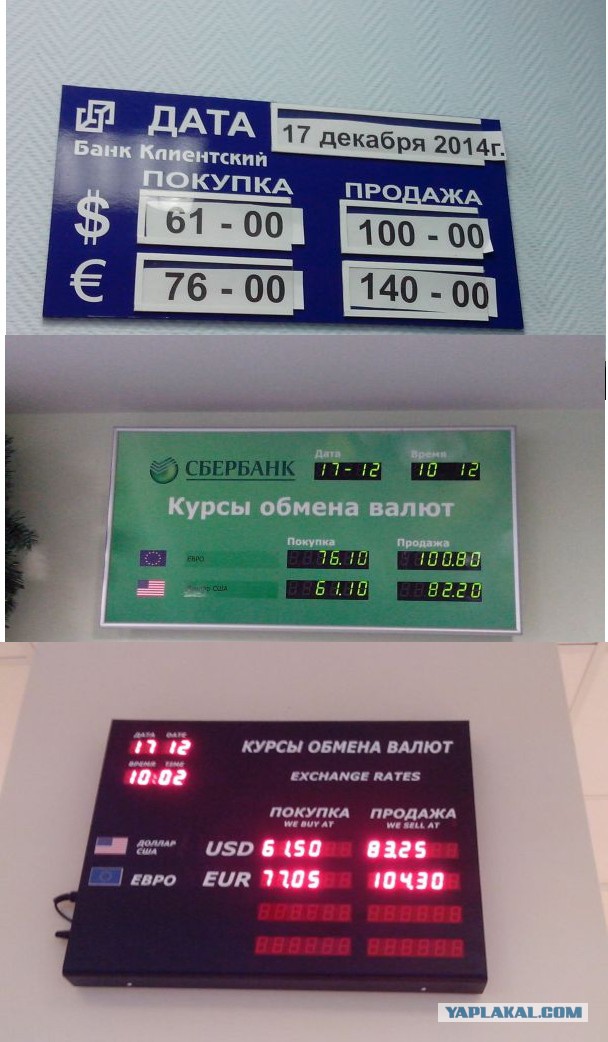 ДАТА 17 декабря 2014г.
Банк Клиентский
ПОКУПКА ПРОДАЖА
$ 61 - 00 100 - 00
€ 76 - 00 140 - 00
СБЕРБАНК Дата 17-12 Время 10 12
Курсы обмена валют
Покупка Продажа
ЕВРО 76.10 100.80
США 61.10 82.20
ДАТА DATE
17 12
ВРЕМЯ TIME
10:02
КУРСЫ ОБМЕНА ВАЛЮТ
EXCHANGE RATES
ПОКУПКА ПРОДАЖА
WE BUY AT WE SELL AT
ДОЛЛАР США USD 61.50 83.25
ЕВРО EUR 77.05 104.30
YAPLAKAL.COM